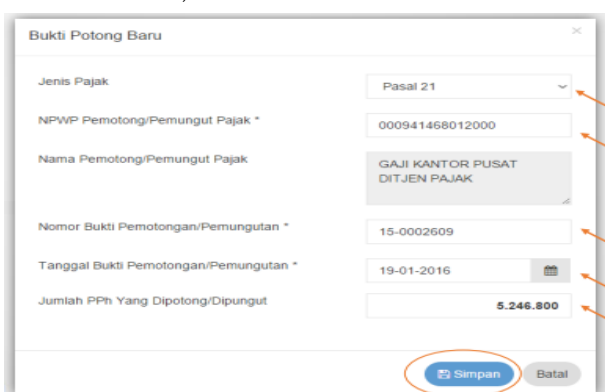 Bukti Potong Baru ×
Jenis Pajak
Pasal 21
NPWP Pemotong/Pemungut Pajak *
000941468012000
Nama Pemotong/Pemungut Pajak
GAJI KANTOR PUSAT
DITJEN PAJAK
Nomor Bukti Pemotongan/Pemungutan *
15-0002609
Tanggal Bukti Pemotongan/Pemungutan *
19-01-2016
Jumlah PPh Yang Dipotong/Dipungut
5.246.800
Simpan Batal